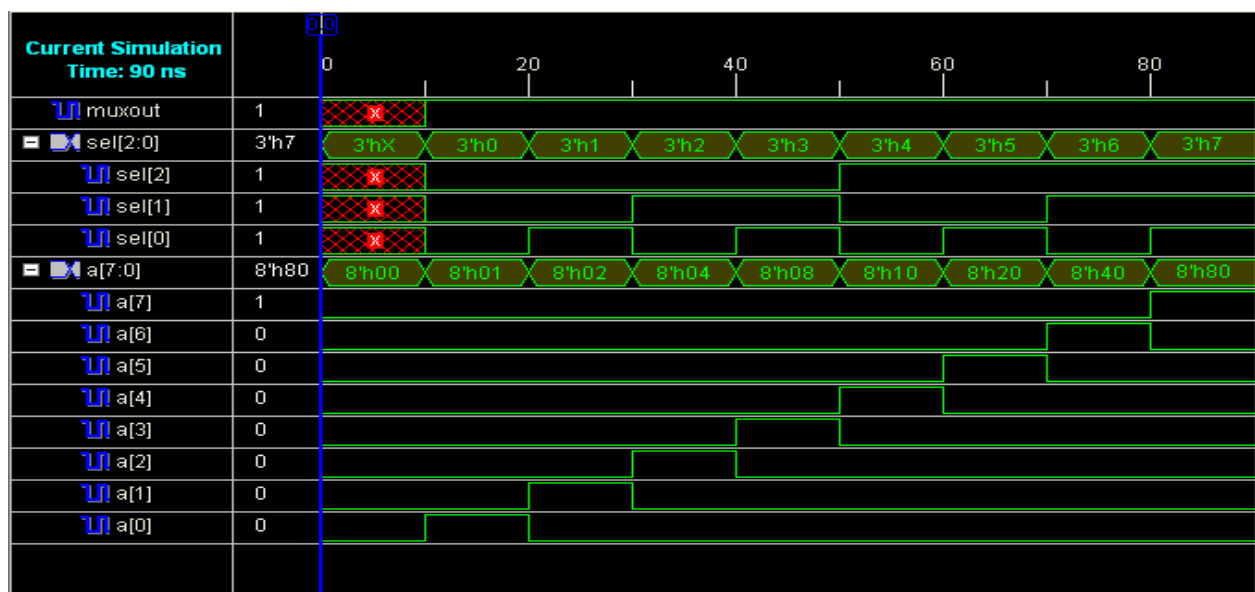 0.0
Current Simulation
Time: 90 ns
0 20 40 60 80
muxout 1 X
sel[2:0] 3'h7 3'hX 3'h0 3'h1 3'h2 3'h3 3'h4 3'h5 3'h6 3'h7
sel[2] 1 X
sel[1] 1 X
sel[0] 1 X
a[7:0] 8'h80 8'h00 8'h01 8'h02 8'h04 8'h08 8'h10 8'h20 8'h40 8'h80
a[7] 1
a[6] 0
a[5] 0
a[4] 0
a[3] 0
a[2] 0
a[1] 0
a[0] 0